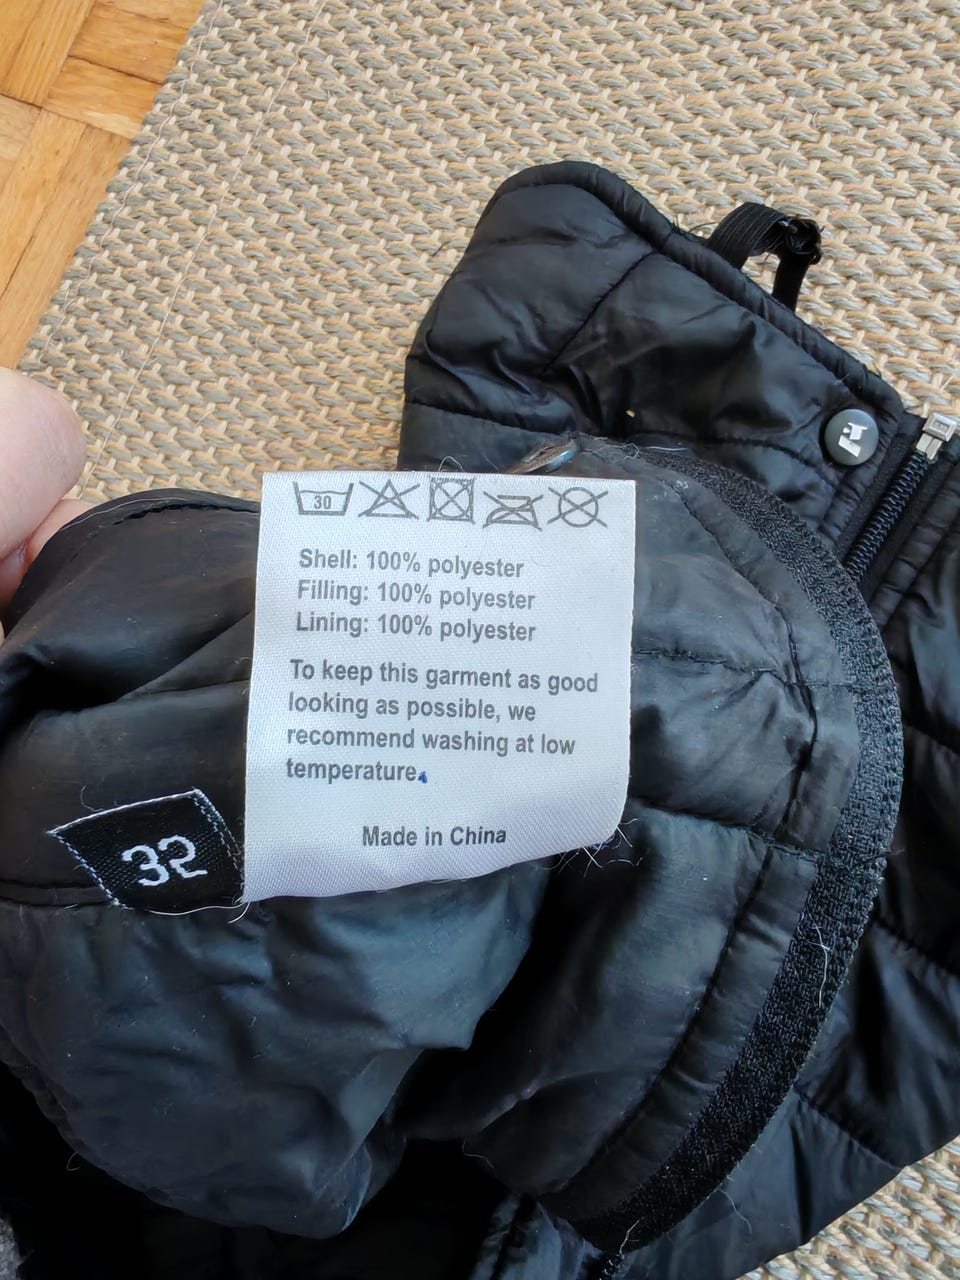 30
Shell: 100% polyester
Filling: 100% polyester
Lining: 100% polyester
To keep this garment as good
looking as possible, we
recommend washing at low
temperature.
Made in China
32